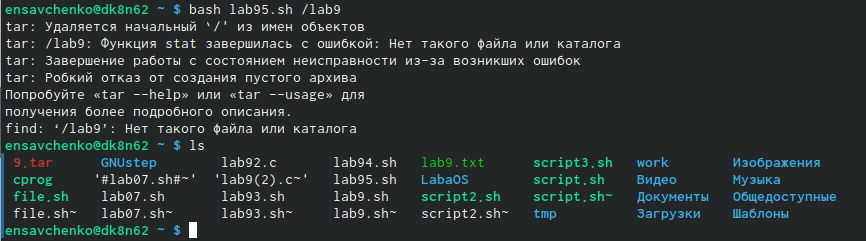 ensavchenko@dk8n62 ~ $ bash lab95.sh /lab9
tar: Удаляется начальный ‘/’ из имен объектов
tar: /lab9: Функция stat завершилась с ошибкой: Нет такого файла или каталога
tar: Завершение работы с состоянием неисправности из-за возникших ошибок
tar: Робкий отказ от создания пустого архива
Попробуйте «tar --help» или «tar --usage» для
получения более подробного описания.
find: ‘/lab9’: Нет такого файла или каталога
ensavchenko@dk8n62 ~ $ ls
9.tar GNUstep lab92.c lab94.sh lab9.txt script3.sh work Изображения
cprog '#lab07.sh#~' 'lab9(2).c~' lab95.sh LabaOS script.sh Видео Музыка
file.sh lab07.sh lab93.sh lab9.sh script2.sh script.sh~ Документы Общедоступные
file.sh~ lab07.sh~ lab93.sh~ lab9.sh~ script2.sh~ tmp Загрузки Шаблоны
ensavchenko@dk8n62 ~ $